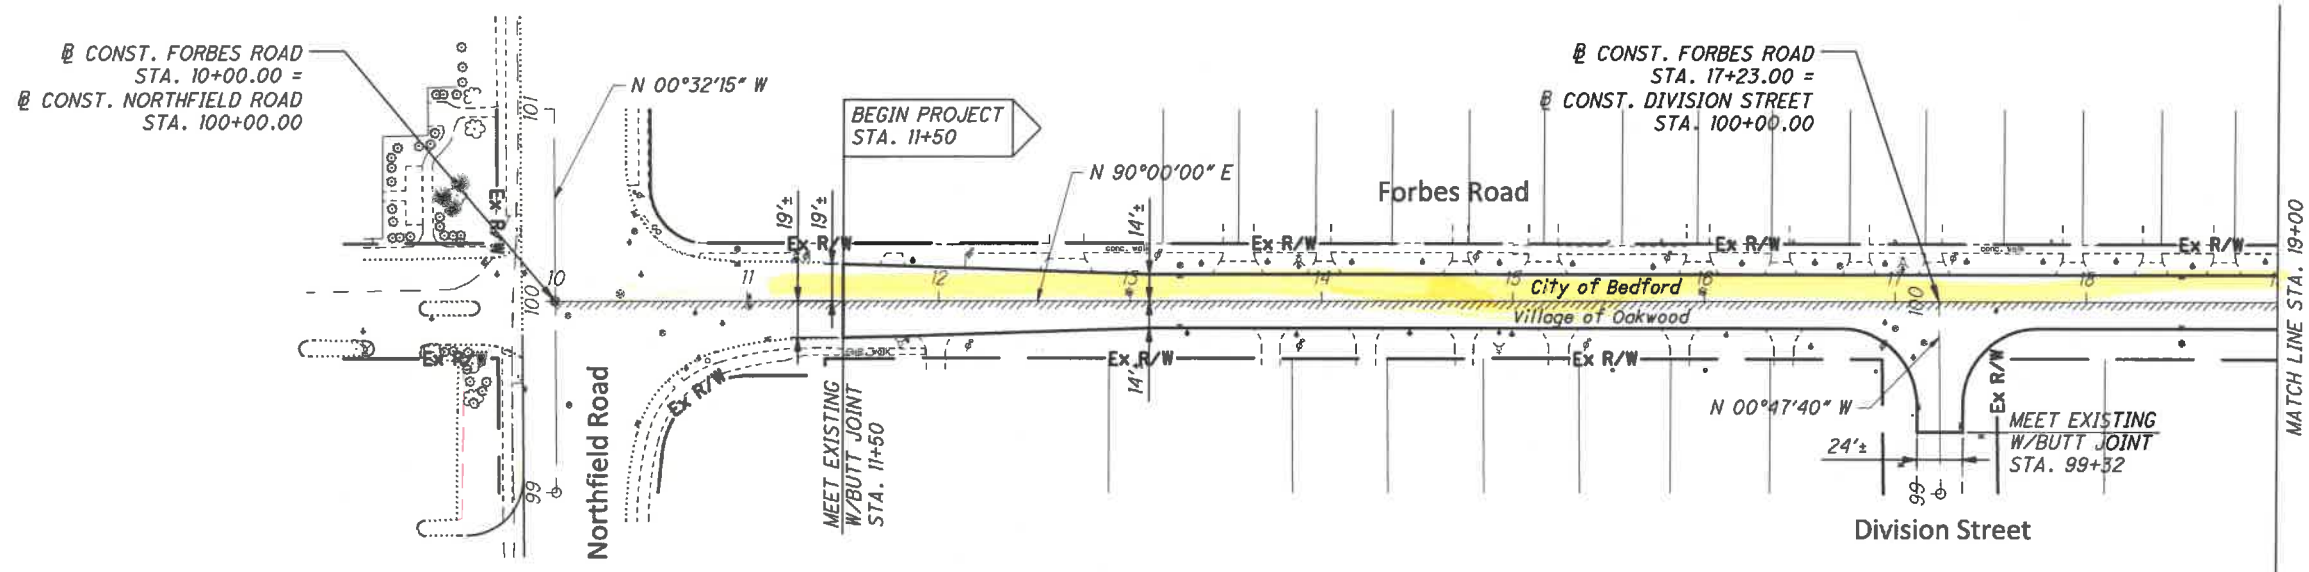 ℄ CONST. FORBES ROAD
STA. 10+00.00 =
℄ CONST. NORTHFIELD ROAD
STA. 100+00.00
N 00°32'15" W
101
BEGIN PROJECT
STA. 11+50
N 90°00'00" E
℄ CONST. FORBES ROAD
STA. 17+23.00 =
℄ CONST. DIVISION STREET
STA. 100+00.00
Forbes Road
Ex R/W
19'±
19'±
14'±
Ex R/W
Ex R/W
Ex R/W
Ex R/W
CONC. WALK
CONC. WALK
10
11
12
13
14
15
16
17
18
100
100
City of Bedford
Village of Oakwood
MATCH LINE STA. 19+00
Ex R/W
Ex R/W
Ex R/W
Ex R/W
Ex R/W
14'±
99
Northfield Road
MEET EXISTING
W/BUTT JOINT
STA. 11+50
N 00°47'40" W
24'±
MEET EXISTING
W/BUTT JOINT
STA. 99+32
99
Division Street